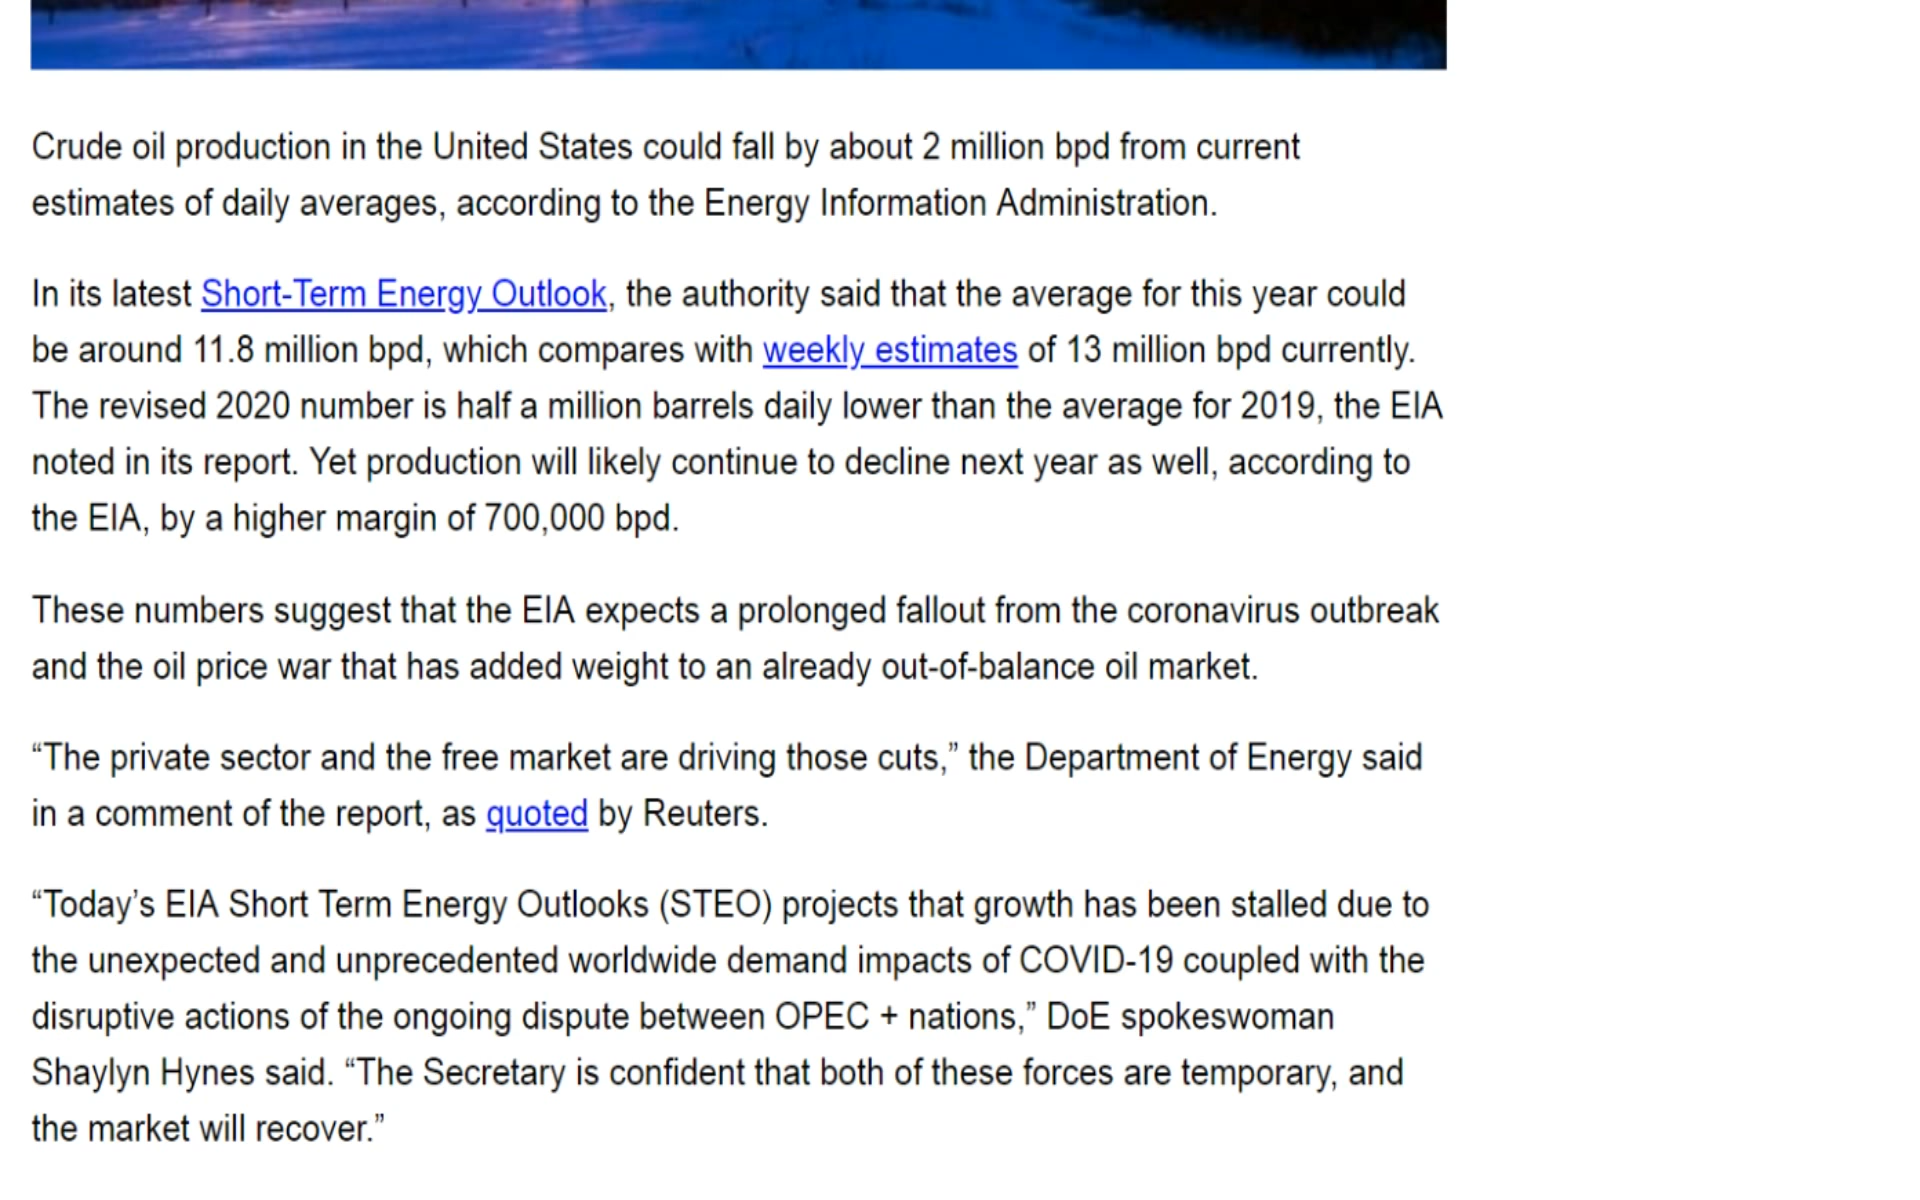 Crude oil production in the United States could fall by about 2 million bpd from current
estimates of daily averages, according to the Energy Information Administration.
In its latest Short-Term Energy Outlook, the authority said that the average for this year could
be around 11.8 million bpd, which compares with weekly estimates of 13 million bpd currently.
The revised 2020 number is half a million barrels daily lower than the average for 2019, the EIA
noted in its report. Yet production will likely continue to decline next year as well, according to
the EIA, by a higher margin of 700,000 bpd.
These numbers suggest that the EIA expects a prolonged fallout from the coronavirus outbreak
and the oil price war that has added weight to an already out-of-balance oil market.
“The private sector and the free market are driving those cuts,” the Department of Energy said
in a comment of the report, as quoted by Reuters.
“Today’s EIA Short Term Energy Outlooks (STEO) projects that growth has been stalled due to
the unexpected and unprecedented worldwide demand impacts of COVID-19 coupled with the
disruptive actions of the ongoing dispute between OPEC + nations,” DoE spokeswoman
Shaylyn Hynes said. “The Secretary is confident that both of these forces are temporary, and
the market will recover.”